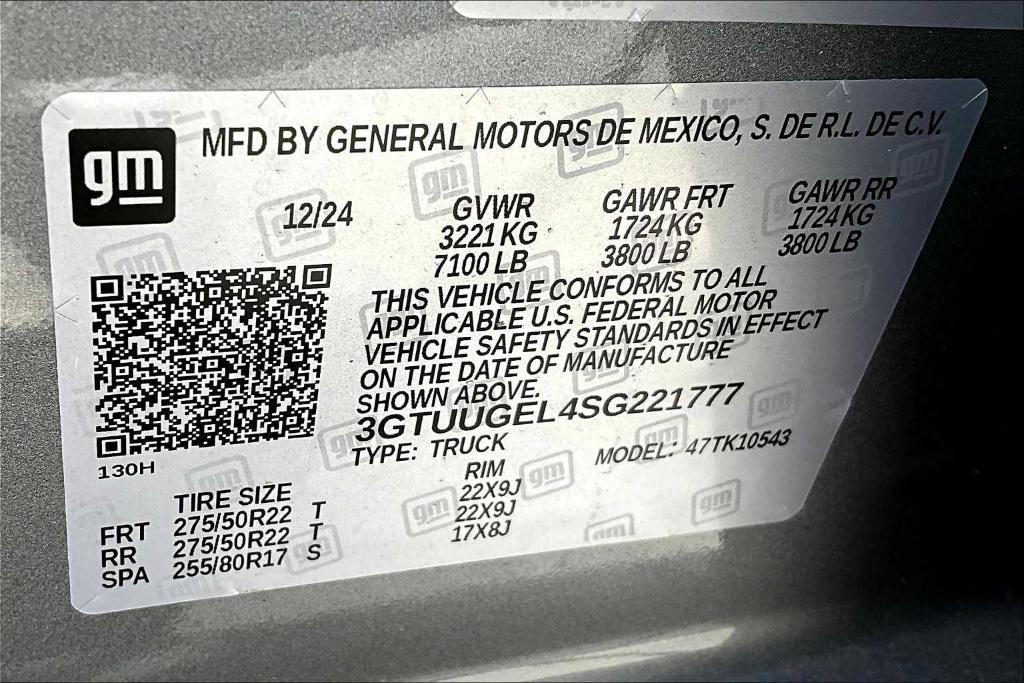 gm
MFD BY GENERAL MOTORS DE MEXICO, S. DE R.L. DE C.V.
12/24 GVWR GAWR FRT GAWR RR
3221 KG 1724 KG 1724 KG
7100 LB 3800 LB 3800 LB
THIS VEHICLE CONFORMS TO ALL
APPLICABLE U.S. FEDERAL MOTOR
VEHICLE SAFETY STANDARDS IN EFFECT
ON THE DATE OF MANUFACTURE
SHOWN ABOVE.
3GTUUGEL4SG221777
TYPE: TRUCK MODEL: 47TK10543
130H
TIRE SIZE RIM
FRT 275/50R22 T 22X9J
RR 275/50R22 T 22X9J
SPA 255/80R17 S 17X8J